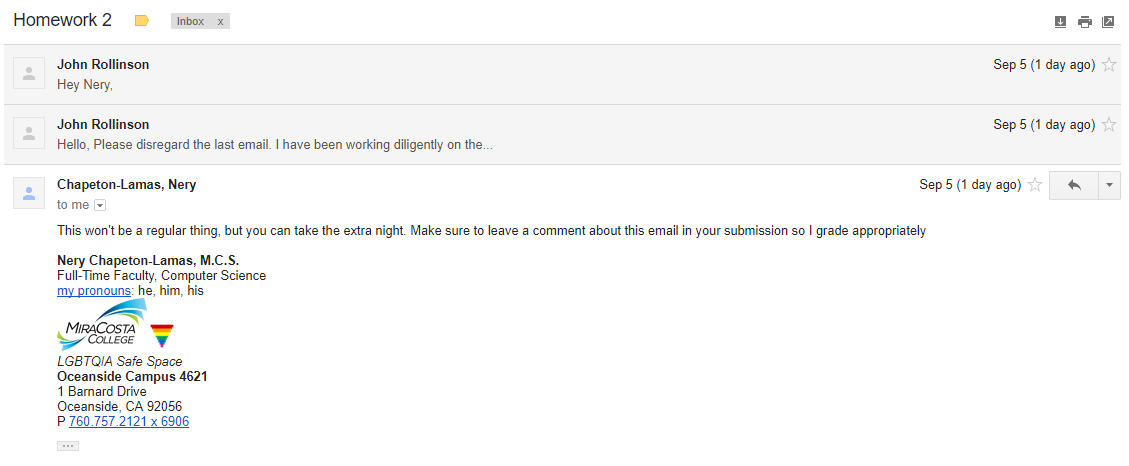 Homework 2
Inbox x
John Rollinson
Sep 5 (1 day ago)
Hey Nery,
John Rollinson
Sep 5 (1 day ago)
Hello, Please disregard the last email. I have been working diligently on the...
Chapeton-Lamas, Nery
Sep 5 (1 day ago)
to me
This won't be a regular thing, but you can take the extra night. Make sure to leave a comment about this email in your submission so I grade appropriately
Nery Chapeton-Lamas, M.C.S.
Full-Time Faculty, Computer Science
my pronouns: he, him, his
MIRACOSTA
COLLEGE
LGBTQIA Safe Space
Oceanside Campus 4621
1 Barnard Drive
Oceanside, CA 92056
P 760.757.2121 x 6906